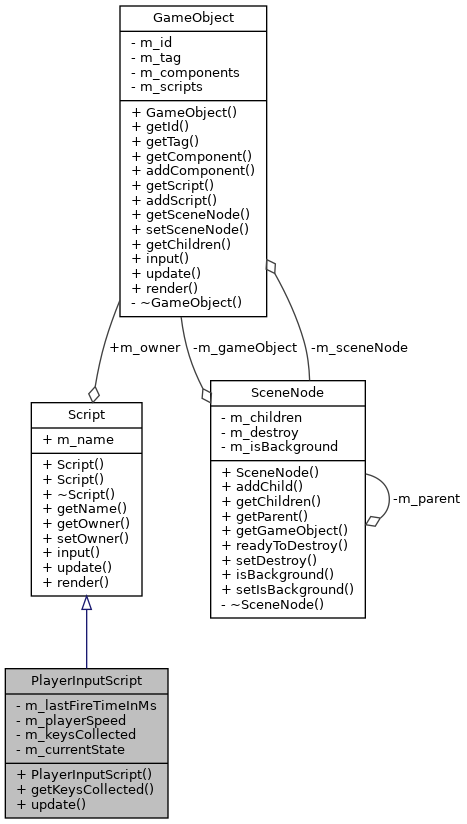 GameObject
- m_id
- m_tag
- m_components
- m_scripts
+ GameObject()
+ getId()
+ getTag()
+ getComponent()
+ addComponent()
+ getScript()
+ addScript()
+ getSceneNode()
+ setSceneNode()
+ getChildren()
+ input()
+ update()
+ render()
- ~GameObject()
+m_owner
-m_gameObject
-m_sceneNode
Script
+ m_name
+ Script()
+ Script()
+ ~Script()
+ getName()
+ getOwner()
+ setOwner()
+ input()
+ update()
+ render()
SceneNode
- m_children
- m_destroy
- m_isBackground
+ SceneNode()
+ addChild()
+ getChildren()
+ getParent()
+ getGameObject()
+ readyToDestroy()
+ setDestroy()
+ isBackground()
+ setIsBackground()
- ~SceneNode()
-m_parent
PlayerInputScript
- m_lastFireTimeInMs
- m_playerSpeed
- m_keysCollected
- m_currentState
+ PlayerInputScript()
+ getKeysCollected()
+ update()